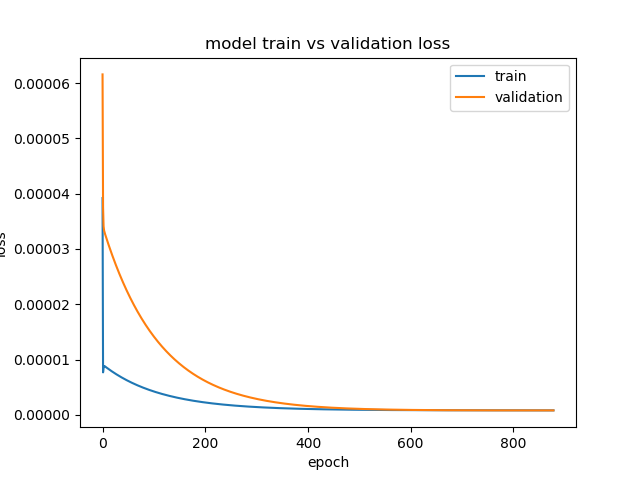 model train vs validation loss
train
validation
0.00006
0.00005
0.00004
0.00003
0.00002
0.00001
0.00000
loss
0 200 400 600 800
epoch